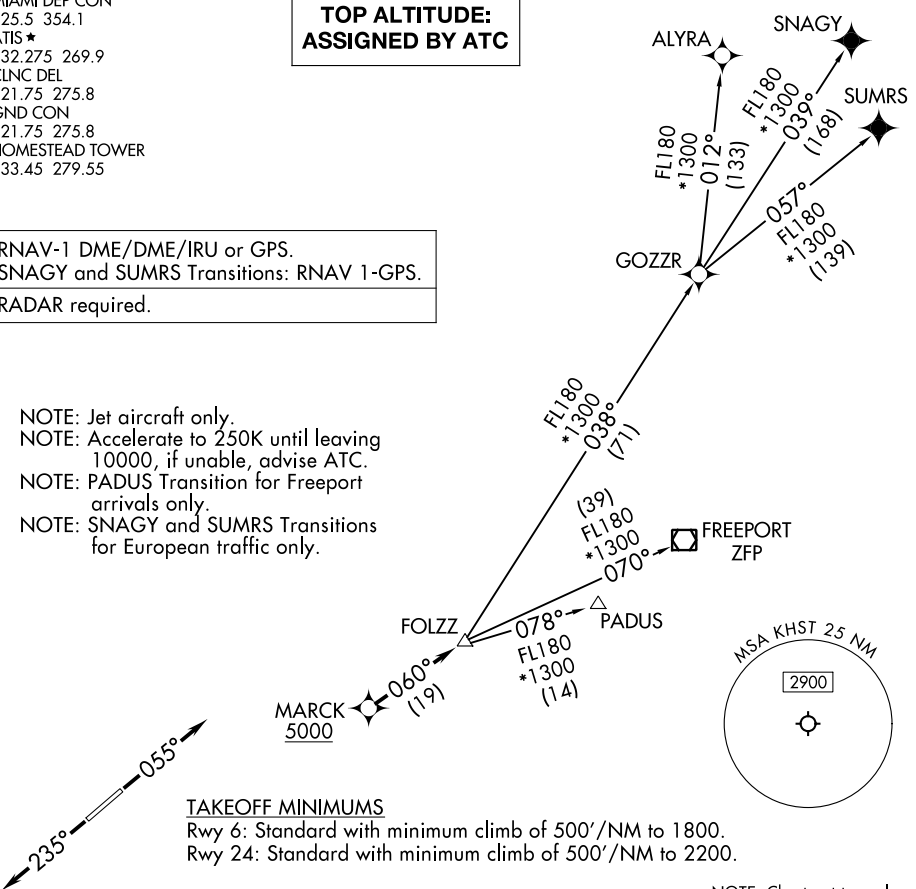 MIAMI DEP CON
25.5 354.1
ATIS ★
32.275 269.9
CLNC DEL
21.75 275.8
GND CON
21.75 275.8
HOMESTEAD TOWER
33.45 279.55
TOP ALTITUDE:
ASSIGNED BY ATC
RNAV-1 DME/DME/IRU or GPS.
SNAGY and SUMRS Transitions: RNAV 1-GPS.
RADAR required.
NOTE: Jet aircraft only.
NOTE: Accelerate to 250K until leaving
10000, if unable, advise ATC.
NOTE: PADUS Transition for Freeport
arrivals only.
NOTE: SNAGY and SUMRS Transitions
for European traffic only.
ALYRA
SNAGY
SUMRS
FL180
*1300
012°
(133)
FL180
*1300
039°
(168)
057°
FL180
*1300
(139)
GOZZR
FL180
*1300
038°
(71)
(39)
FL180
*1300
070°
FREEPORT
ZFP
FOLZZ
078°
FL180
*1300
(14)
PADUS
060°
(19)
MARCK
5000
MSA KHST 25 NM
2900
055°
235°
TAKEOFF MINIMUMS
Rwy 6: Standard with minimum climb of 500'/NM to 1800.
Rwy 24: Standard with minimum climb of 500'/NM to 2200.